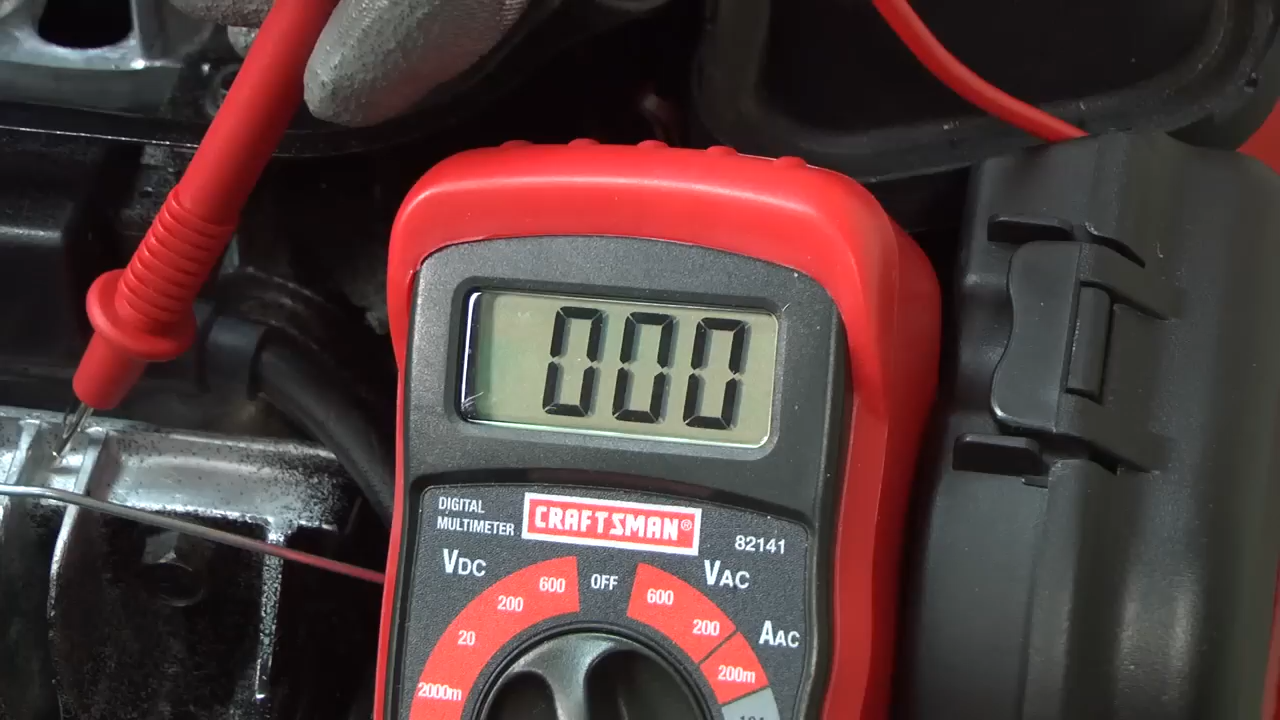 000
DIGITAL
MULTIMETER
CRAFTSMAN®
82141
VDC
OFF
VAC
600
600
200
200
AAC
20
200m
2000m